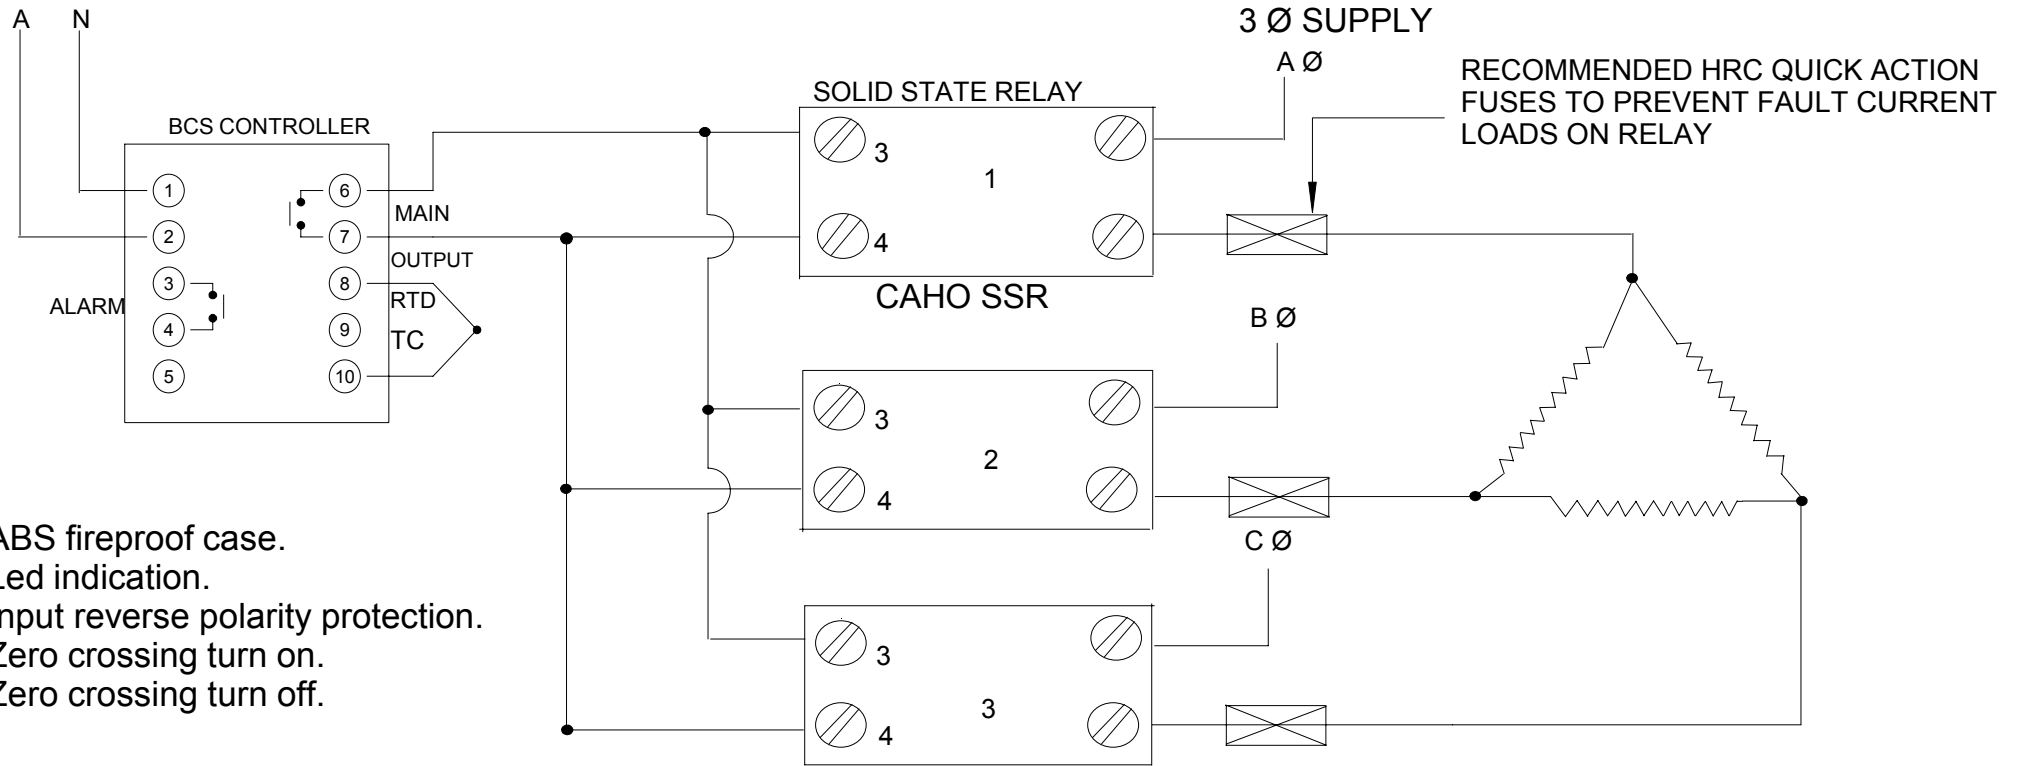 A N
3 Ø SUPPLY
A Ø
RECOMMENDED HRC QUICK ACTION
FUSES TO PREVENT FAULT CURRENT
LOADS ON RELAY
SOLID STATE RELAY
BCS CONTROLLER
1
2
3
4
5
ALARM
6
7
8
9
10
MAIN
OUTPUT
RTD
TC
3
1
4
CAHO SSR
B Ø
3
2
4
C Ø
3
3
4
ABS fireproof case.
Led indication.
Input reverse polarity protection.
Zero crossing turn on.
Zero crossing turn off.